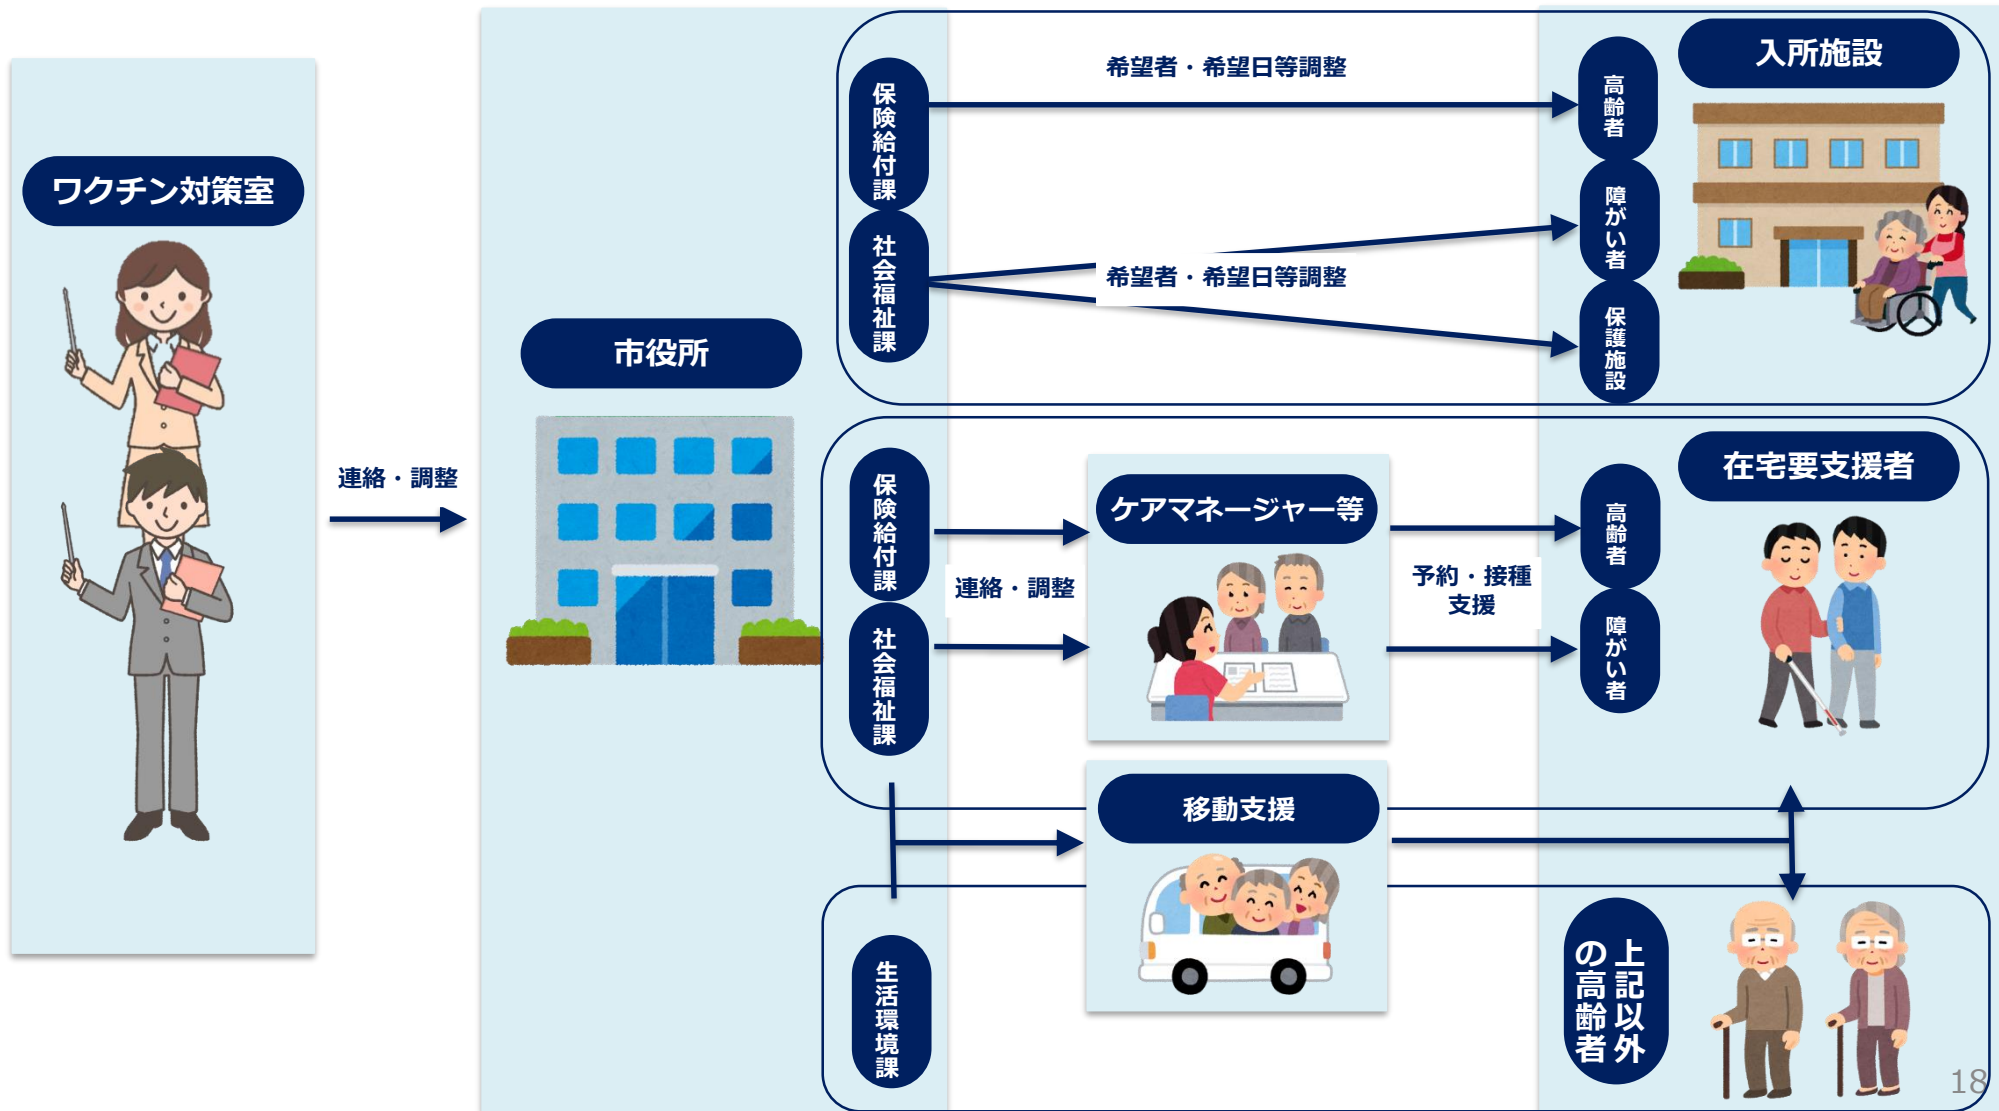 ワクチン対策室
連絡・調整
市役所
保険給付課
社会福祉課
希望者・希望日等調整
希望者・希望日等調整
入所施設
高齢者
障がい者
保護施設
保険給付課
社会福祉課
連絡・調整
ケアマネージャー等
予約・接種
支援
在宅要支援者
高齢者
障がい者
移動支援
生活環境課
上記以外
の高齢者
18